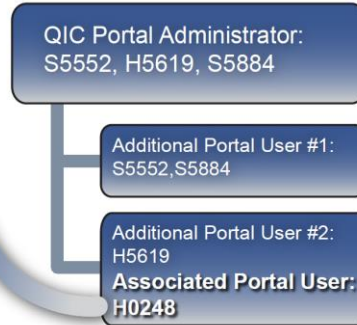 QIC Portal Administrator:
S5552, H5619, S5884
Additional Portal User #1:
S5552,S5884
Additional Portal User #2:
H5619
Associated Portal User:
H0248